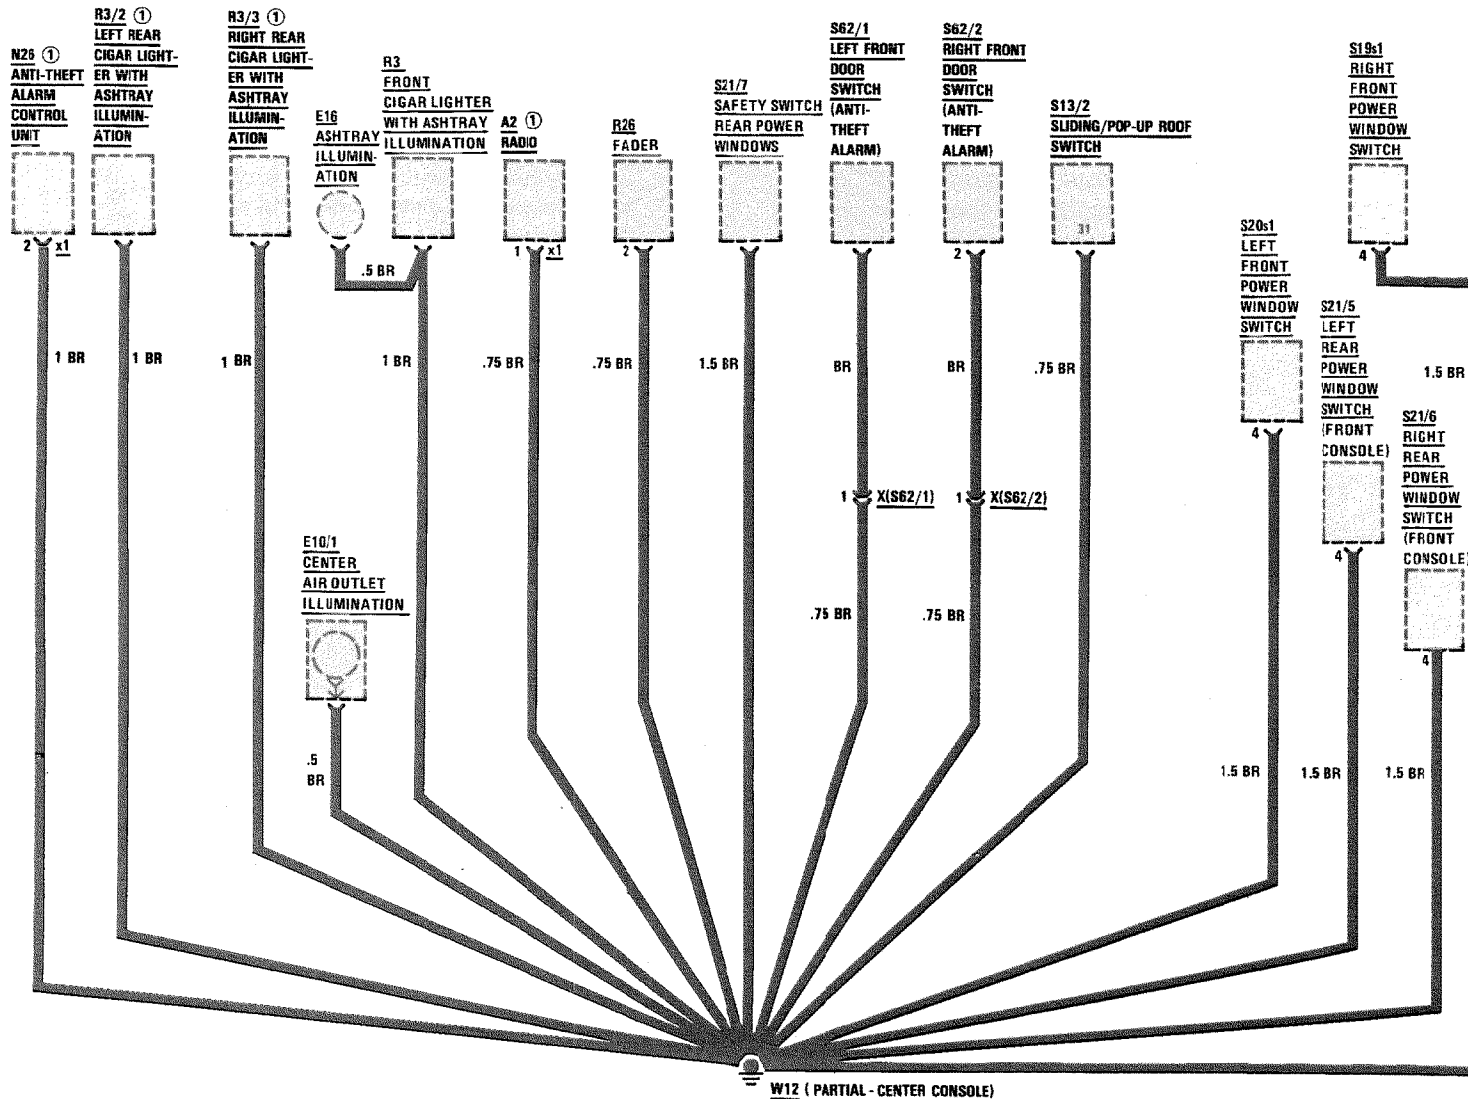 N26 ①
ANTI-THEFT
ALARM
CONTROL
UNIT
2 x1
1 BR
R3/2 ①
LEFT REAR
CIGAR LIGHT-
ER WITH
ASHTRAY
ILLUMIN-
ATION
1 BR
R3/3 ①
RIGHT REAR
CIGAR LIGHT-
ER WITH
ASHTRAY
ILLUMIN-
ATION
1 BR
E16
ASHTRAY
ILLUMIN-
ATION
.5 BR
R3
FRONT
CIGAR LIGHTER
WITH ASHTRAY
ILLUMINATION
1 BR
E10/1
CENTER
AIR OUTLET
ILLUMINATION
.5
BR
A2 ①
RADIO
1 x1
.75 BR
R26
FADER
2
.75 BR
S21/7
SAFETY SWITCH
REAR POWER
WINDOWS
1.5 BR
S62/1
LEFT FRONT
DOOR
SWITCH
(ANTI-
THEFT
ALARM)
BR
1 X(S62/1)
.75 BR
S62/2
RIGHT FRONT
DOOR
SWITCH
(ANTI-
THEFT
ALARM)
2
BR
1 X(S62/2)
.75 BR
S13/2
SLIDING/POP-UP ROOF
SWITCH
31
.75 BR
S20s1
LEFT
FRONT
POWER
WINDOW
SWITCH
4
1.5 BR
S19s1
RIGHT
FRONT
POWER
WINDOW
SWITCH
4
1.5 BR
S21/5
LEFT
REAR
POWER
WINDOW
SWITCH
(FRONT
CONSOLE)
4
1.5 BR
S21/6
RIGHT
REAR
POWER
WINDOW
SWITCH
(FRONT
CONSOLE)
4
1.5 BR
W12 (PARTIAL - CENTER CONSOLE)